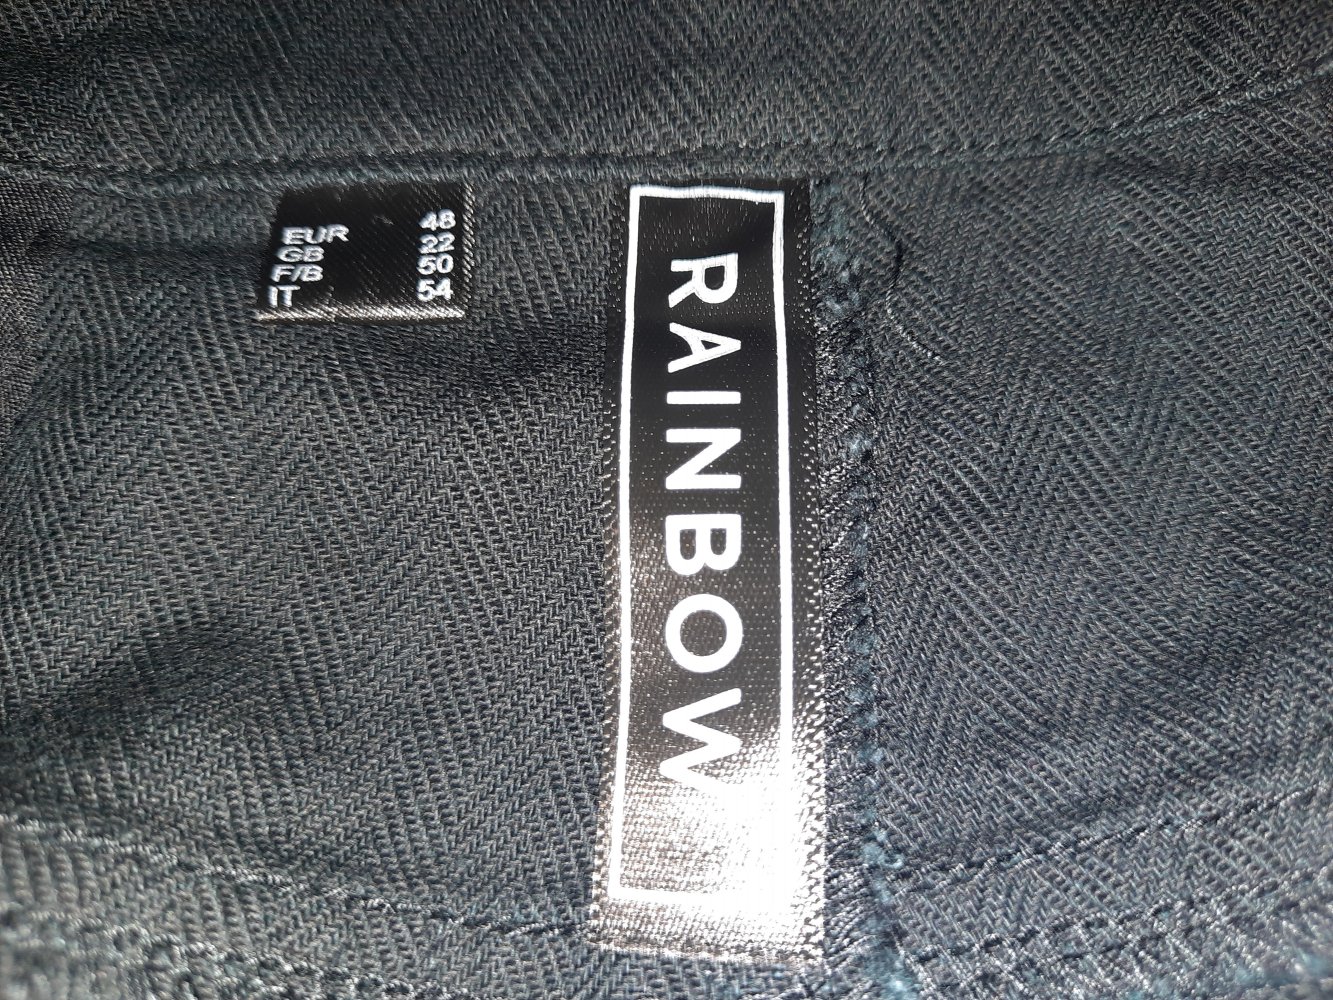 EUR 48
GB 22
F/B 50
IT 54
RAINBOW